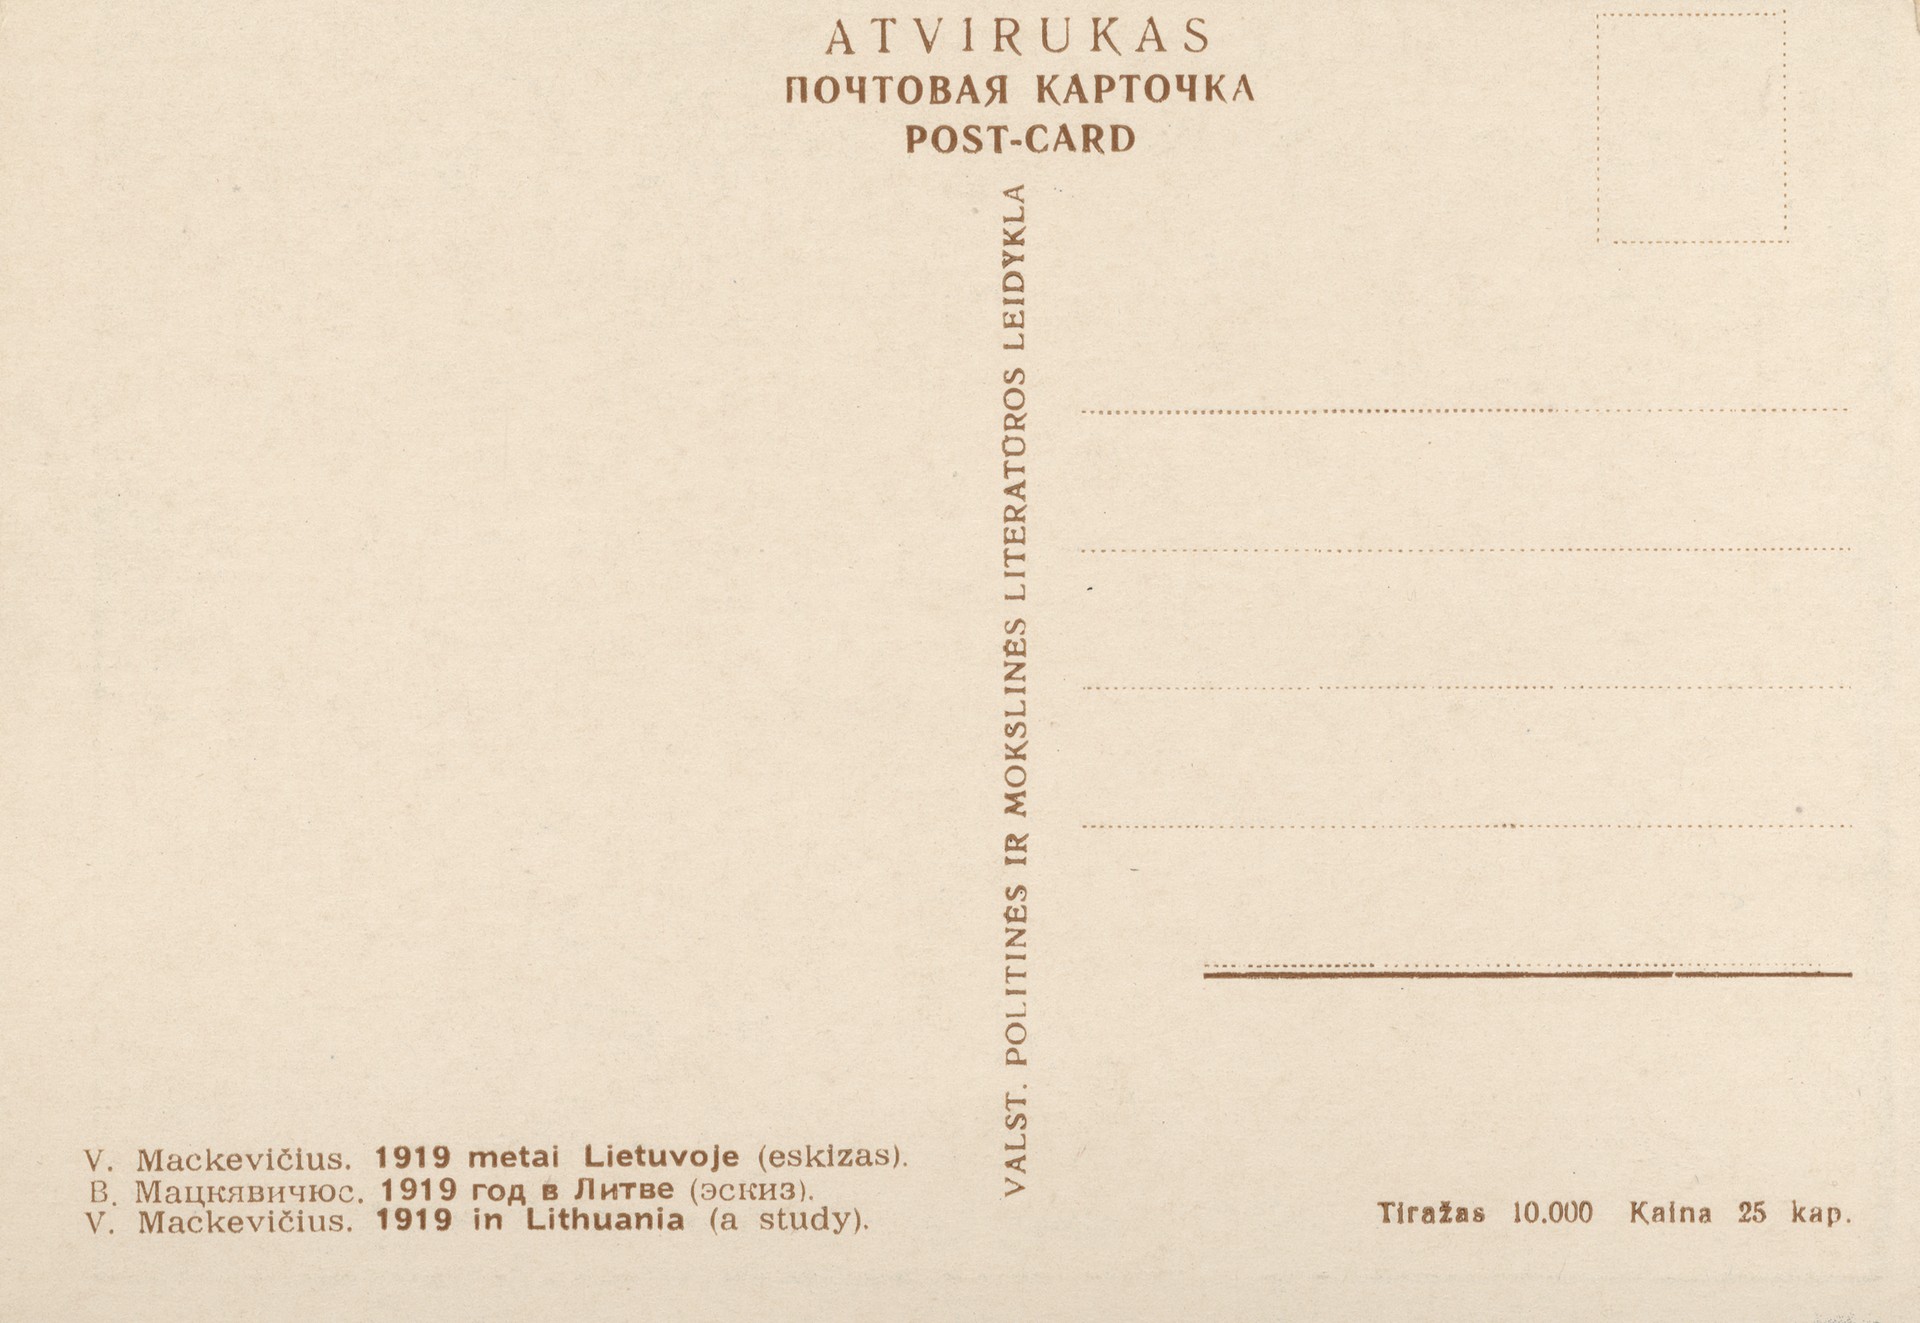 ATVIRUKAS
ПОЧТОВАЯ КАРТОЧКА
POST-CARD
VALST. POLITINĖS IR MOKSLINĖS LITERATŪROS LEIDYKLA
V. Mackevičius. 1919 metai Lietuvoje (eskizas).
В. Мацкявичюс. 1919 год в Литве (эскиз).
V. Mackevičius. 1919 in Lithuania (a study).
Tiražas 10.000 Kaina 25 kap.